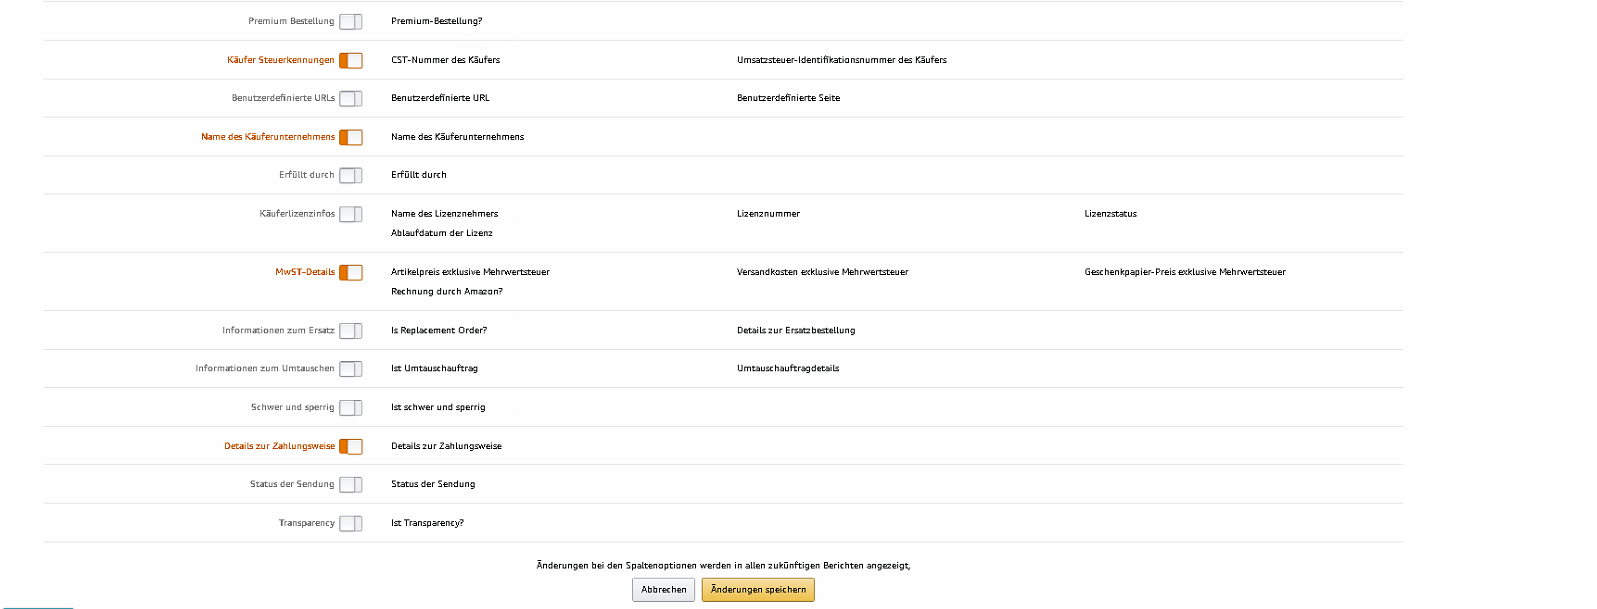 Premium Bestellung Premium-Bestellung?
Käufer Steuerkennungen CST-Nummer des Käufers Umsatzsteuer-Identifikationsnummer des Käufers
Benutzerdefinierte URLs Benutzerdefinierte URL Benutzerdefinierte Seite
Name des Käuferunternehmens Name des Käuferunternehmens
Erfüllt durch Erfüllt durch
Käuferlizenzinfos Name des Lizenznehmers Lizenznummer Lizenzstatus
Ablaufdatum der Lizenz
MwST-Details Artikelpreis exklusive Mehrwertsteuer Versandkosten exklusive Mehrwertsteuer Geschenkpapier-Preis exklusive Mehrwertsteuer
Rechnung durch Amazon?
Informationen zum Ersatz Is Replacement Order? Details zur Ersatzbestellung
Informationen zum Umtauschen Ist Umtauschauftrag Umtauschauftragdetails
Schwer und sperrig Ist schwer und sperrig
Details zur Zahlungsweise Details zur Zahlungsweise
Status der Sendung Status der Sendung
Transparency Ist Transparency?
Änderungen bei den Spaltenoptionen werden in allen zukünftigen Berichten angezeigt,
Abbrechen Änderungen speichern